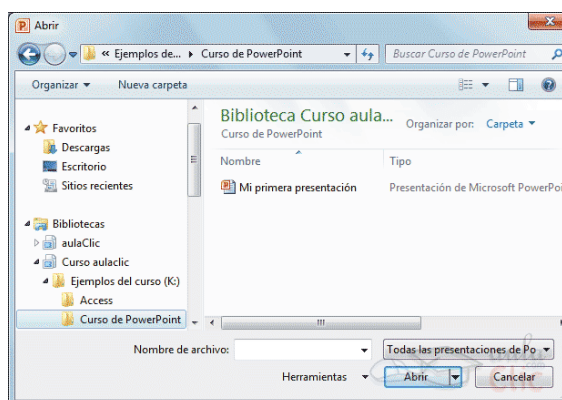 Abrir
« Ejemplos de... ▸ Curso de PowerPoint
Buscar Curso de PowerPoint
Organizar
Nueva carpeta
Favoritos
Descargas
Escritorio
Sitios recientes
Bibliotecas
aulaClic
Curso aulaclic
Ejemplos del curso (K:)
Access
Curso de PowerPoint
Biblioteca Curso aula...
Curso de PowerPoint
Organizar por: Carpeta
Nombre Tipo
Mi primera presentación Presentación de Microsoft PowerPoi
Nombre de archivo:
Todas las presentaciones de Po
Herramientas
Abrir
Cancelar
aula
Clic